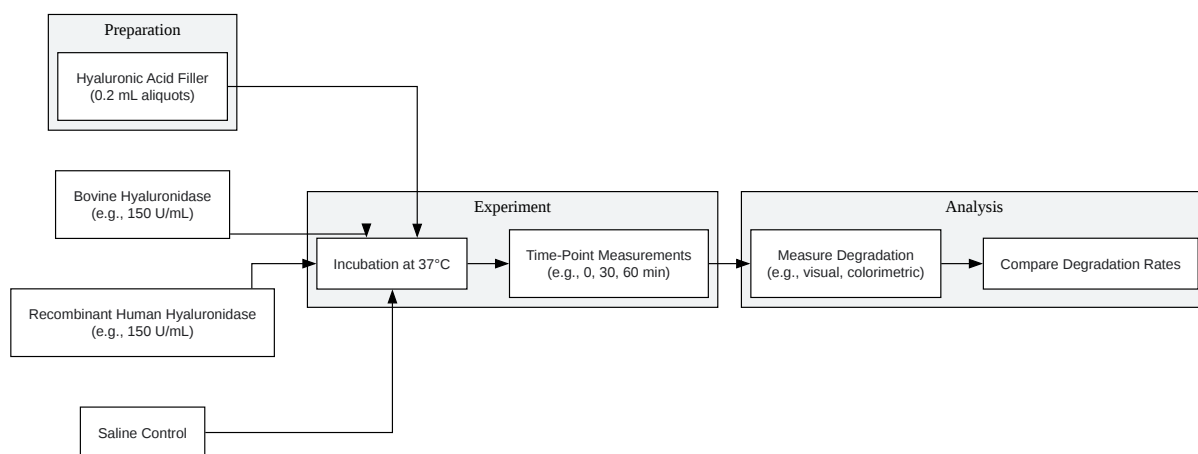 Preparation
Hyaluronic Acid Filler
(0.2 mL aliquots)
Bovine Hyaluronidase
(e.g., 150 U/mL)
Recombinant Human Hyaluronidase
(e.g., 150 U/mL)
Saline Control
Experiment
Incubation at 37°C
Time-Point Measurements
(e.g., 0, 30, 60 min)
Analysis
Measure Degradation
(e.g., visual, colorimetric)
Compare Degradation Rates